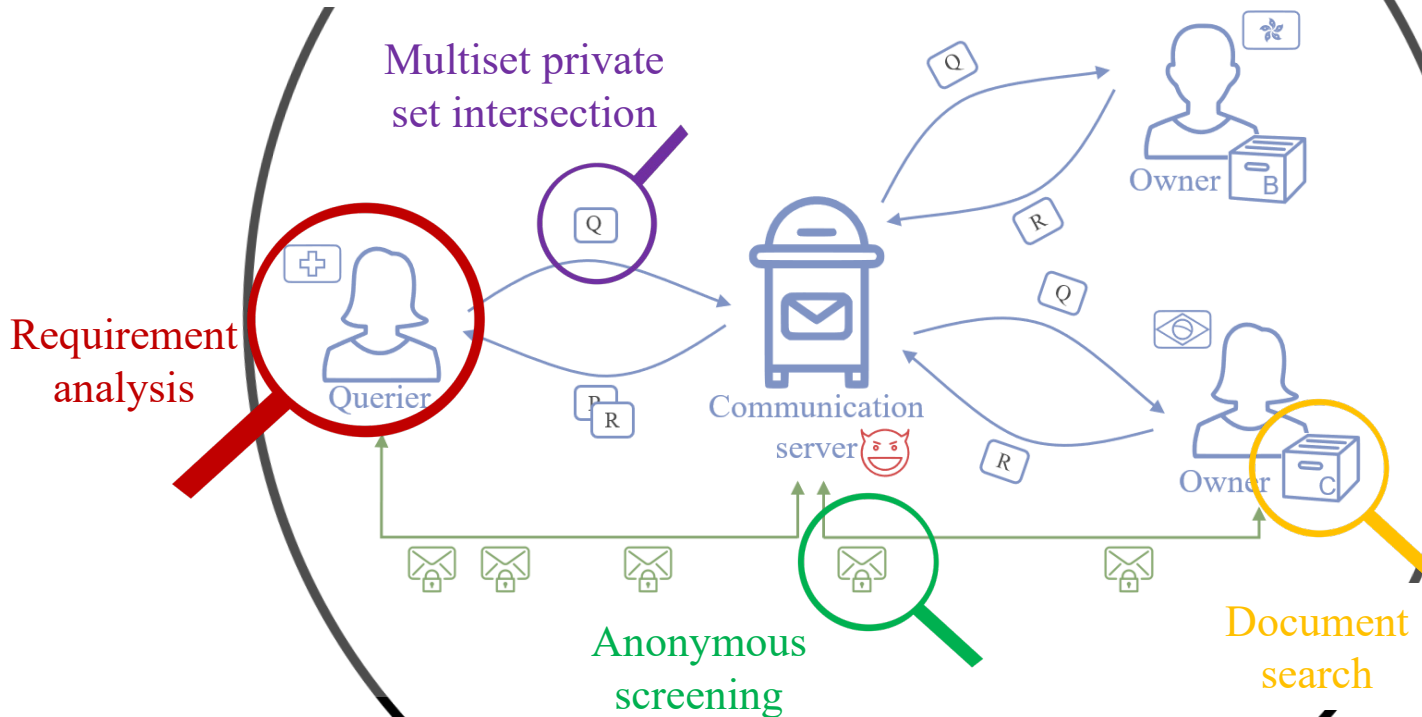 Multiset private
set intersection
Q
Q
Owner
B
R
Q
Requirement
analysis
Querier
R
R
Communication
server
Q
R
Owner
C
Anonymous
screening
Document
search